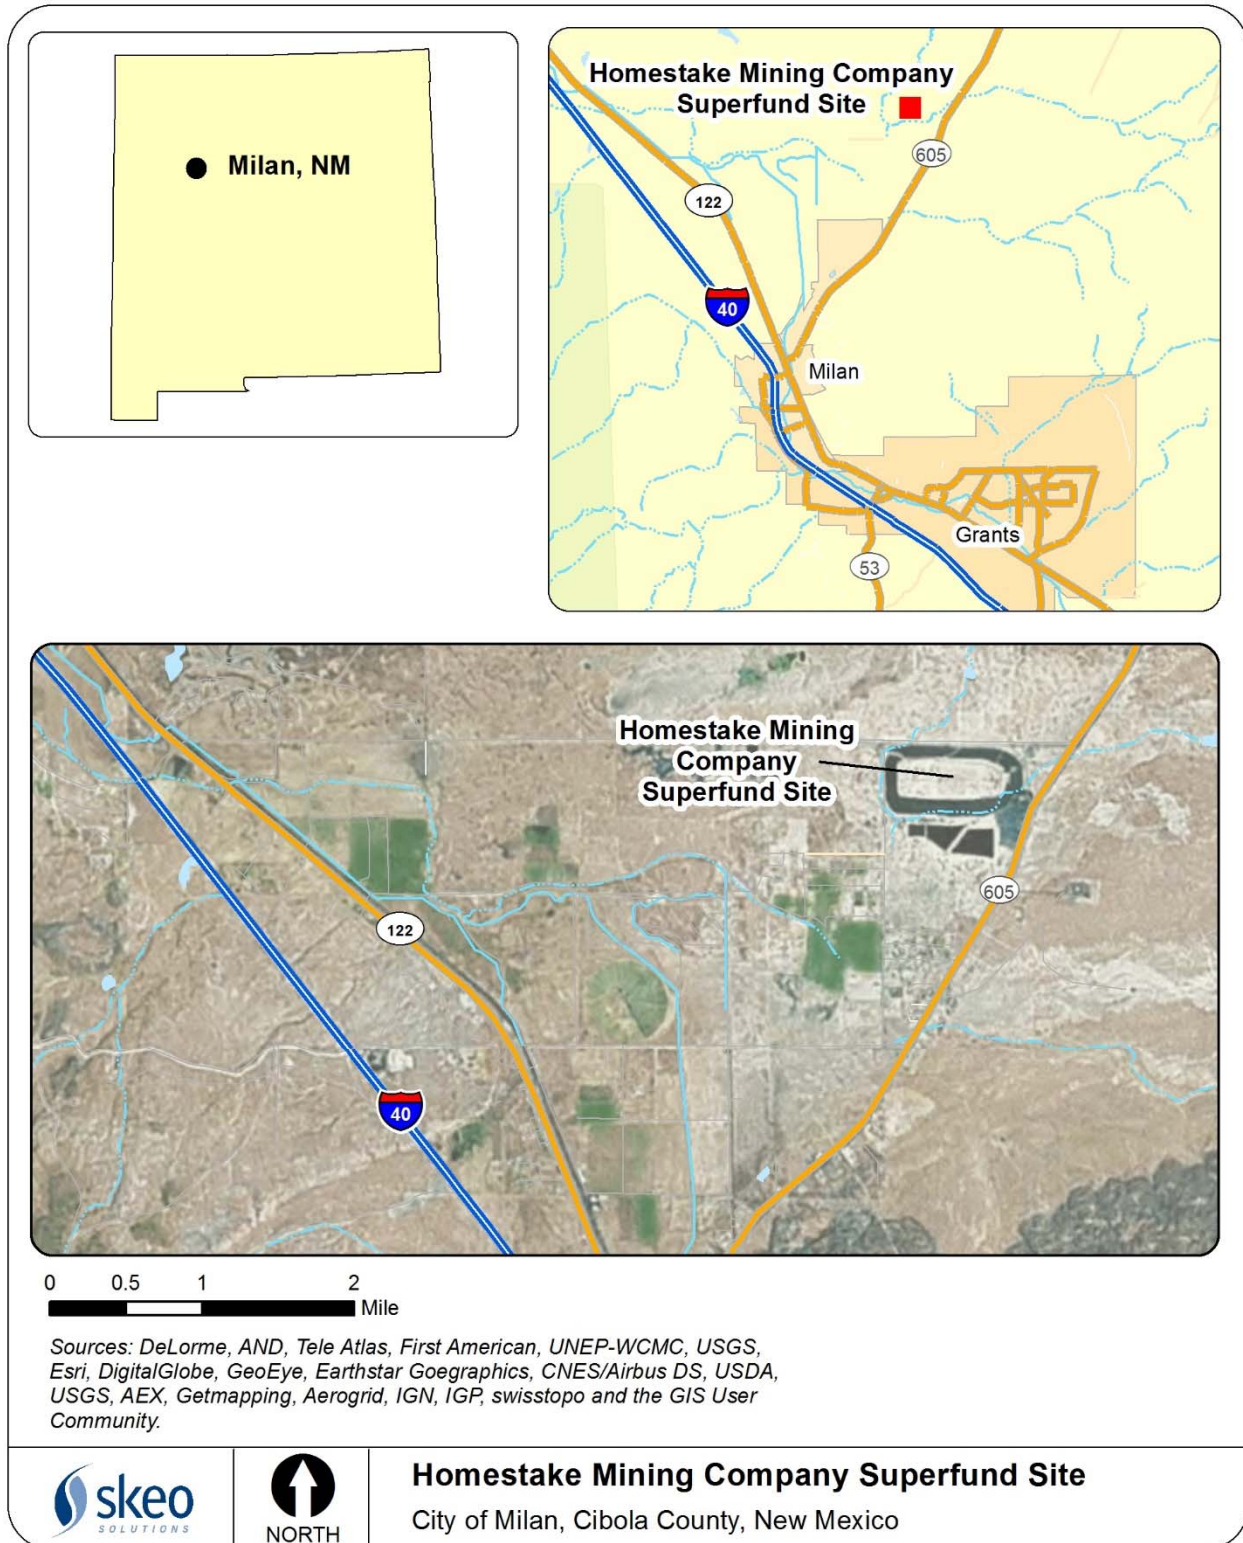 Milan, NM
Homestake Mining Company
Superfund Site
605
122
40
Milan
Grants
53
Homestake Mining
Company
Superfund Site
605
122
40
0 0.5 1 2
Mile
Sources: DeLorme, AND, Tele Atlas, First American, UNEP-WCMC, USGS,
Esri, DigitalGlobe, GeoEye, Earthstar Goegraphics, CNES/Airbus DS, USDA,
USGS, AEX, Getmapping, Aerogrid, IGN, IGP, swisstopo and the GIS User
Community.
skeo
SOLUTIONS
NORTH
Homestake Mining Company Superfund Site
City of Milan, Cibola County, New Mexico